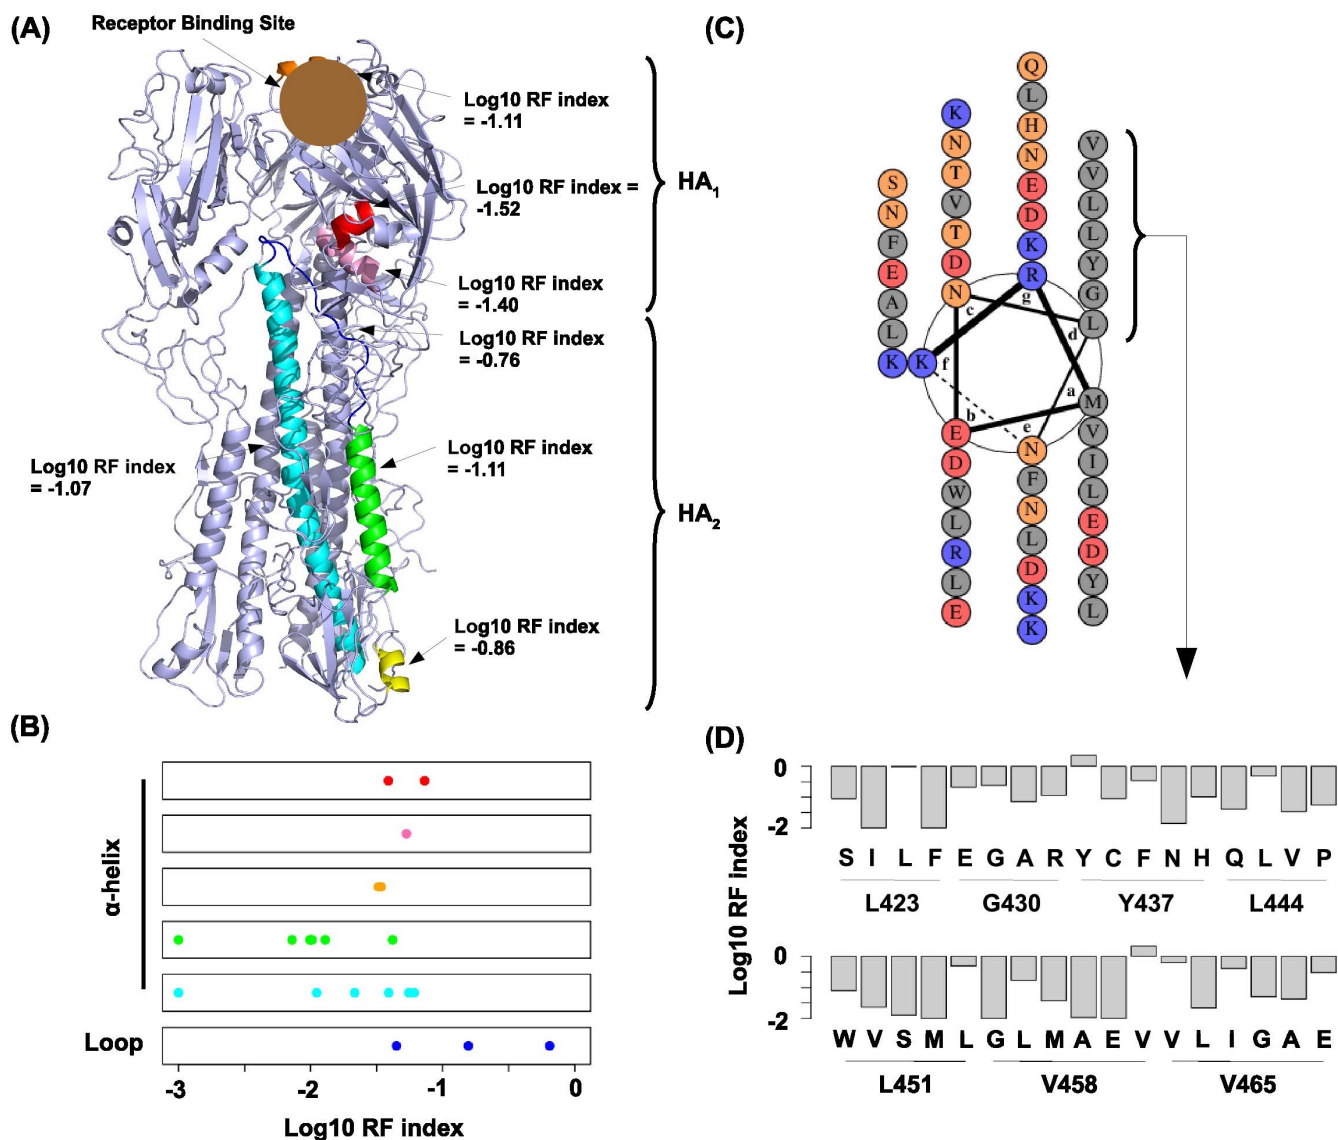 (A)
Receptor Binding Site
Log10 RF index
= -1.11
Log10 RF index =
-1.52
Log10 RF index
= -1.40
Log10 RF index
= -0.76
Log10 RF index
= -1.11
Log10 RF index
= -1.07
Log10 RF index
= -0.86
HA1
HA2
(B)
α-helix
Loop
-3 -2 -1 0
Log10 RF index
(C)
S
N
F
E
A
L
K K
K
N
T
V
T
D
N
Q
L
H
N
E
D
K
R
V
V
L
L
Y
G
L
c
g
d
f
a
b
e
E
D
W
L
R
L
E
N
F
N
L
D
K
K
M
V
I
L
E
D
Y
L
(D)
Log10 RF index
0
-2
S I L F E G A R Y C F N H Q L V P
L423 G430 Y437 L444
0
-2
W V S M L G L M A E V V L I G A E
L451 V458 V465